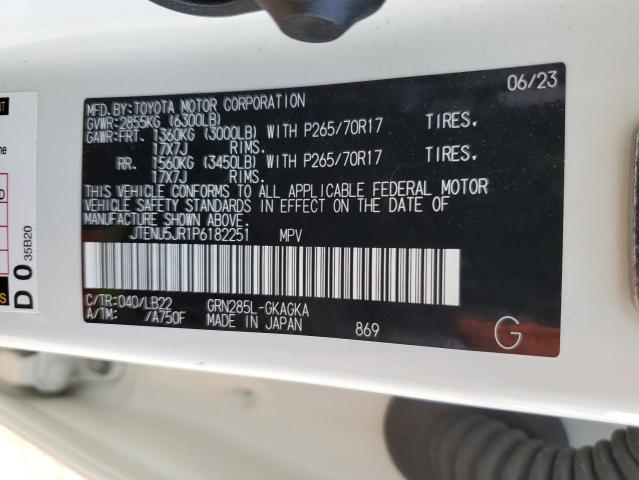 06/23
MFD.BY:TOYOTA MOTOR CORPORATION
GVWR:2855KG (6300LB)
GAWR:FRT. 1360KG (3000LB) WITH P265/70R17 TIRES.
17X7J RIMS.
RR. 1560KG (3450LB) WITH P265/70R17 TIRES.
17X7J RIMS.
THIS VEHICLE CONFORMS TO ALL APPLICABLE FEDERAL MOTOR
VEHICLE SAFETY STANDARDS IN EFFECT ON THE DATE OF
MANUFACTURE SHOWN ABOVE.
JTENU5JR1P6182251 MPV
C/TR:040/LB22 GRN285L-GKAGKA
A/TM: /A750F MADE IN JAPAN 869
G
D0
35B20